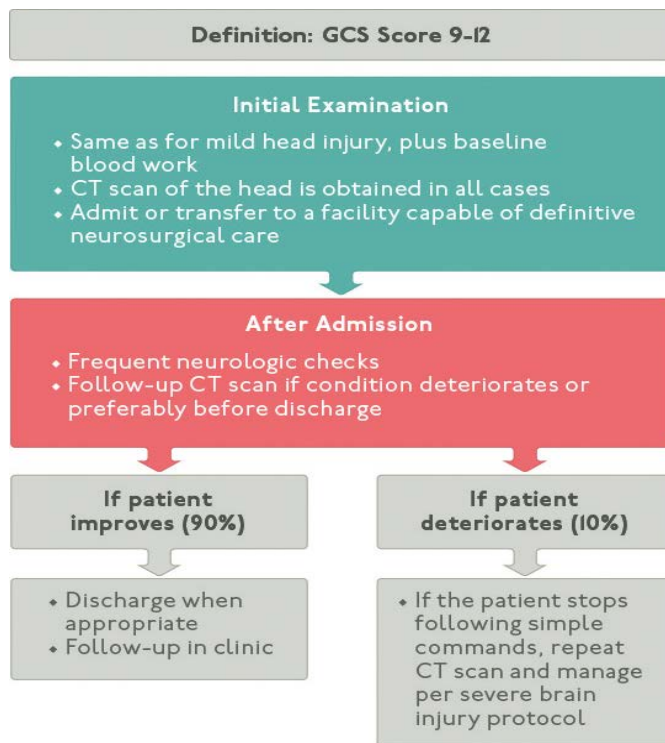 Definition: GCS Score 9-12
Initial Examination
◆ Same as for mild head injury, plus baseline
blood work
◆ CT scan of the head is obtained in all cases
◆ Admit or transfer to a facility capable of definitive
neurosurgical care
After Admission
◆ Frequent neurologic checks
◆ Follow-up CT scan if condition deteriorates or
preferably before discharge
If patient
improves (90%)
◆ Discharge when
appropriate
◆ Follow-up in clinic
If patient
deteriorates (10%)
◆ If the patient stops
following simple
commands, repeat
CT scan and manage
per severe brain
injury protocol